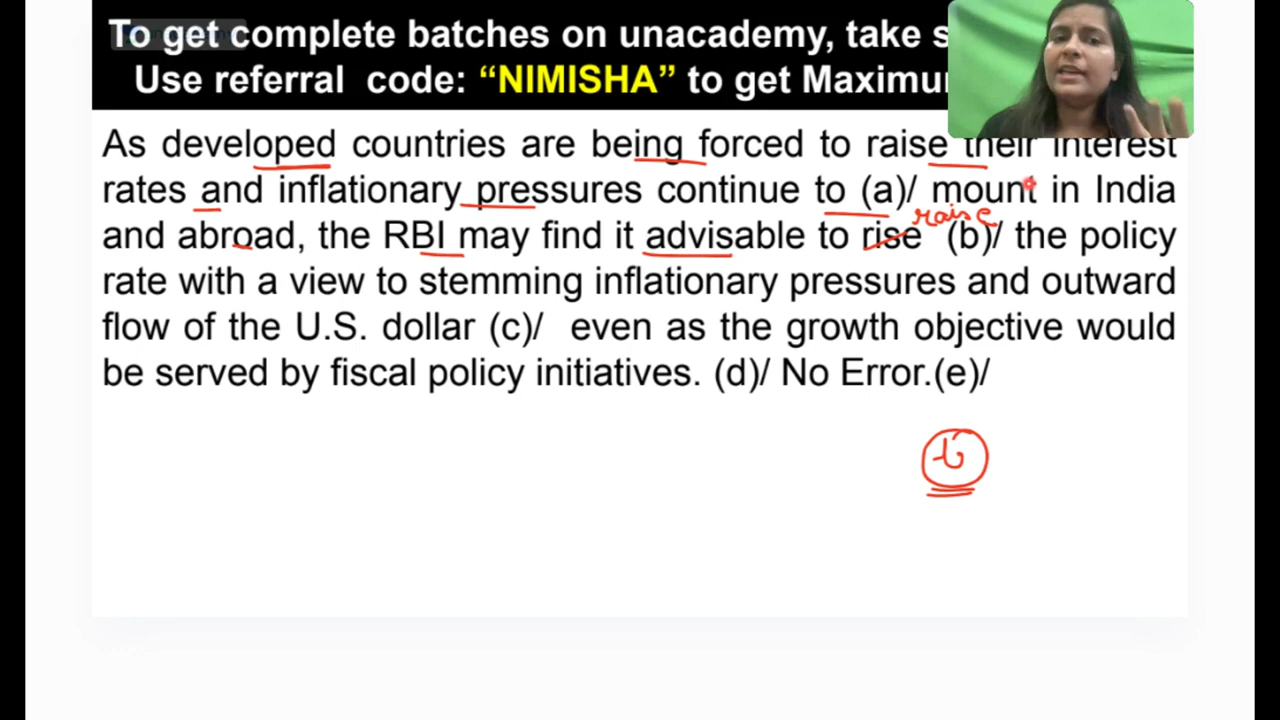 To get complete batches on unacademy, take s
Use referral code: “NIMISHA” to get Maximu
As developed countries are being forced to raise their interest
rates and inflationary pressures continue to (a)/ mount in India
raise
and abroad, the RBI may find it advisable to rise (b)/ the policy
rate with a view to stemming inflationary pressures and outward
flow of the U.S. dollar (c)/ even as the growth objective would
be served by fiscal policy initiatives. (d)/ No Error.(e)/
b